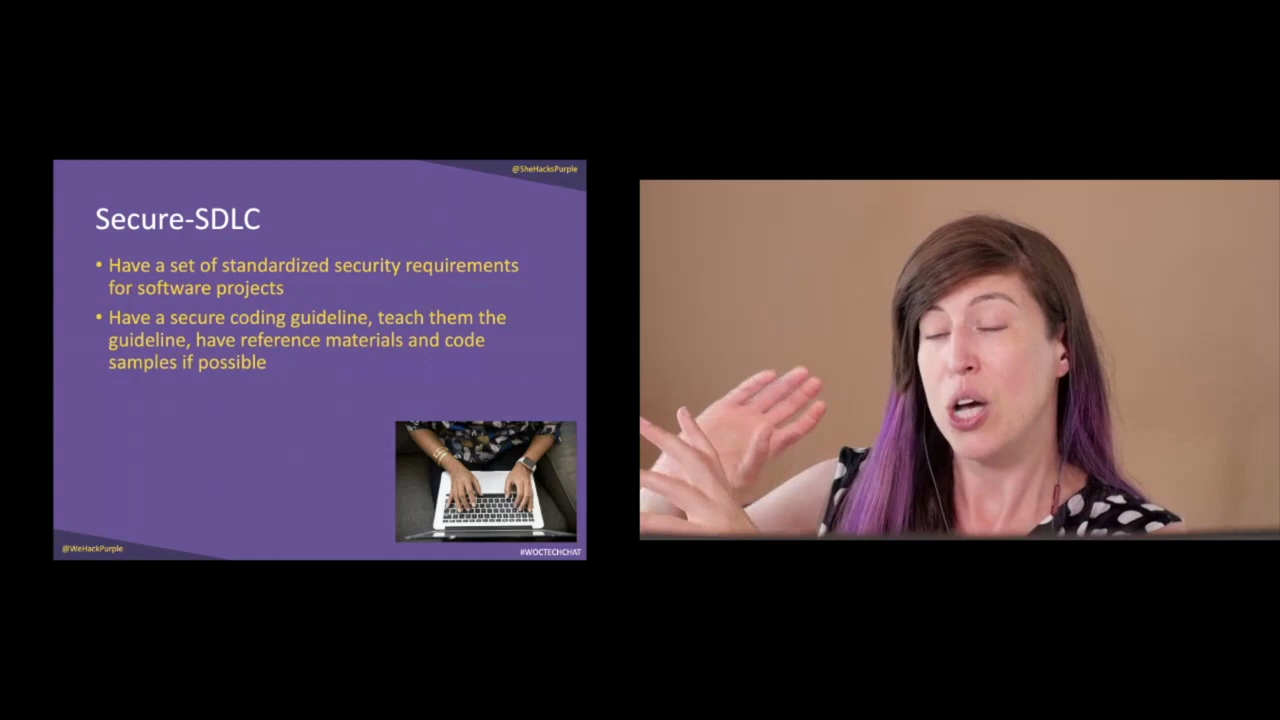 @SheHacksPurple
Secure-SDLC
• Have a set of standardized security requirements
for software projects
• Have a secure coding guideline, teach them the
guideline, have reference materials and code
samples if possible
@WeHackPurple
#WOCTECHCHAT